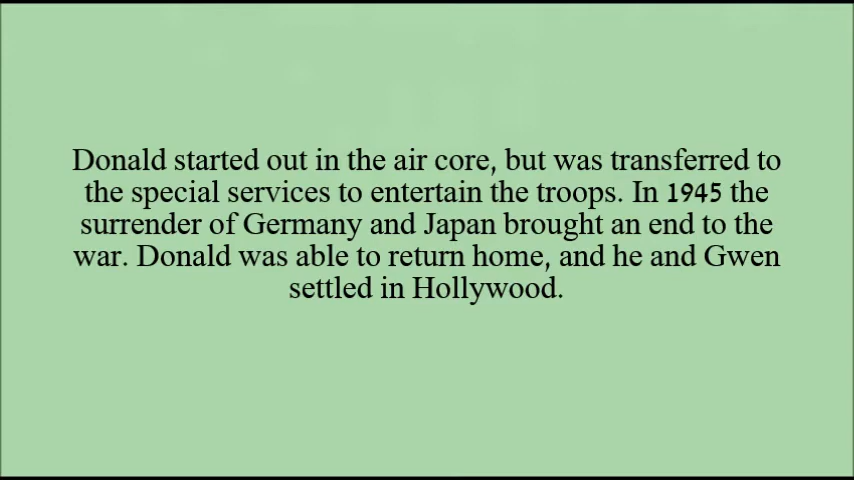 Donald started out in the air core, but was transferred to
the special services to entertain the troops. In 1945 the
surrender of Germany and Japan brought an end to the
war. Donald was able to return home, and he and Gwen
settled in Hollywood.